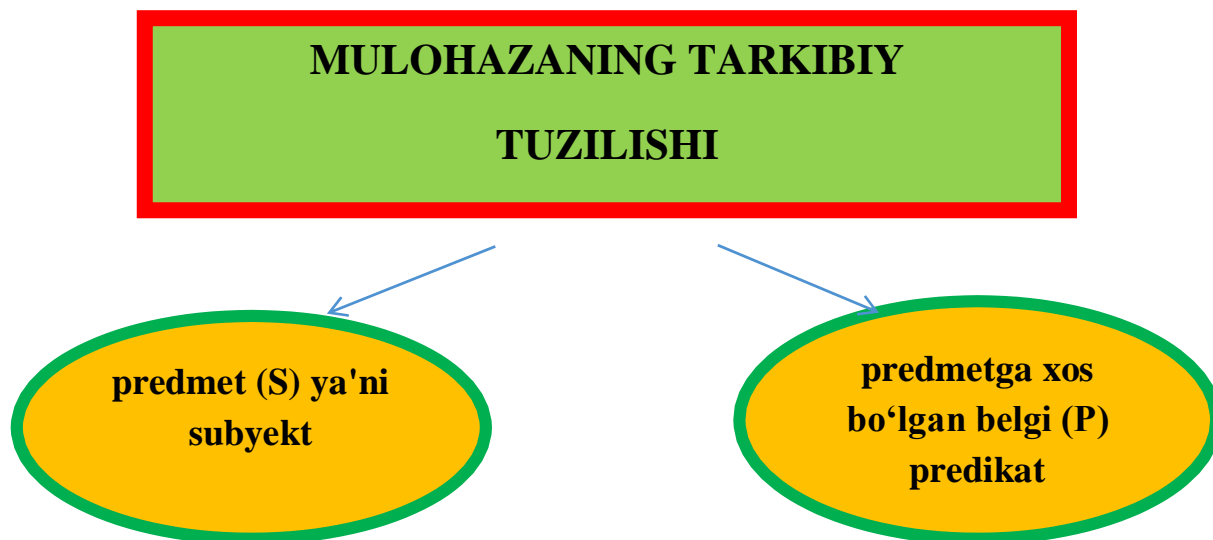 MULOHAZANING TARKIBIY
TUZILISHI
predmet (S) ya'ni
subyekt
predmetga xos
bo‘lgan belgi (P)
predikat